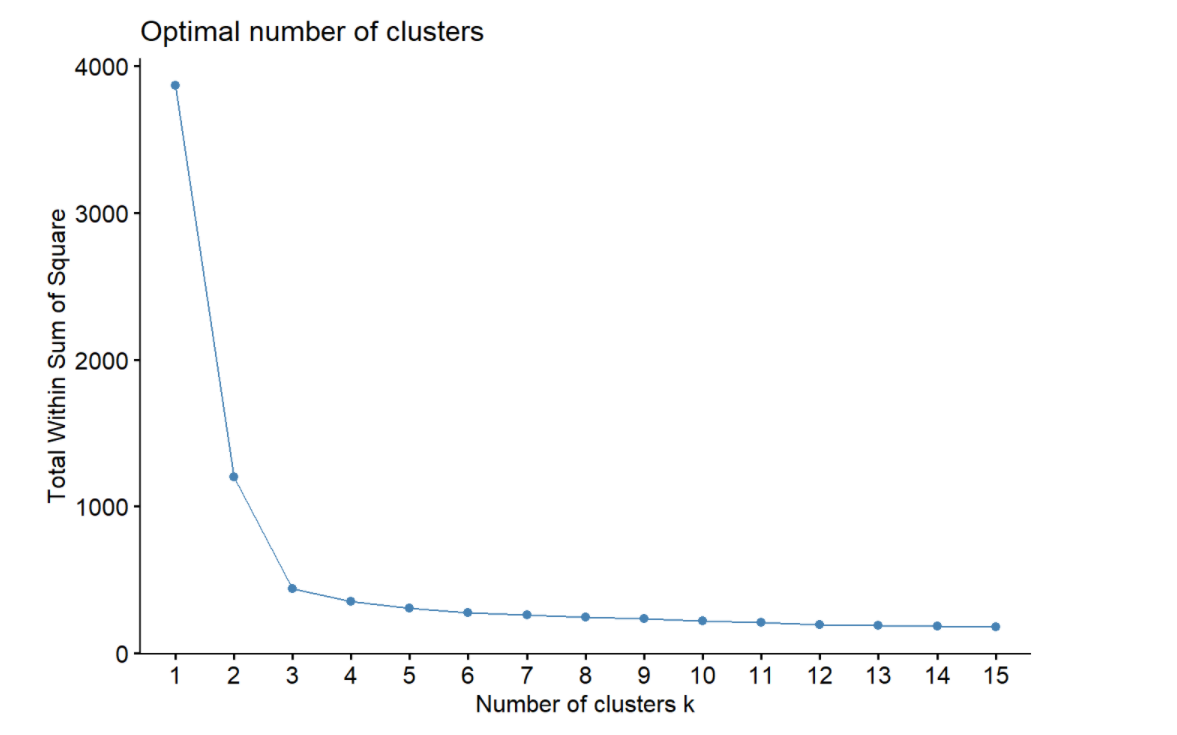 Optimal number of clusters
4000
3000
2000
1000
0
Total Within Sum of Square
1 2 3 4 5 6 7 8 9 10 11 12 13 14 15
Number of clusters k